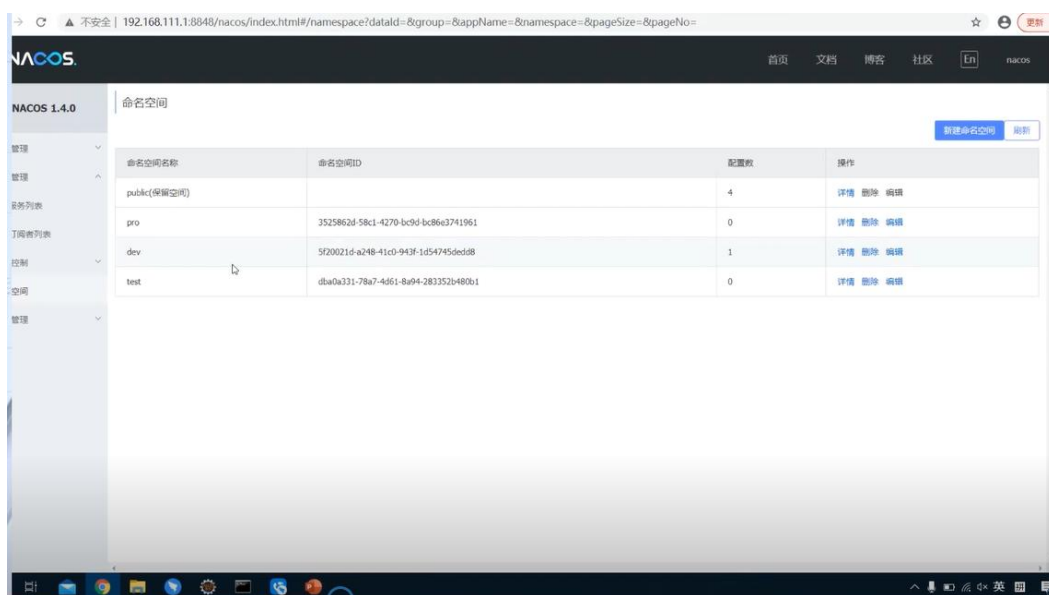 不安全 | 192.168.111.1:8848/nacos/index.html#/namespace?dataId=&group=&appName=&namespace=&pageSize=&pageNo=
更新
NACOS.
首页 文档 博客 社区 En nacos
NACOS 1.4.0
命名空间
新建命名空间 刷新
管理
管理
服务列表
订阅者列表
控制
空间
管理
命名空间名称 命名空间ID 配置数 操作
public(保留空间) 4 详情 删除 编辑
pro 3525862d-58c1-4270-bc9d-bc86e3741961 0 详情 删除 编辑
dev 5f20021d-a248-41c0-943f-1d54745dedd8 1 详情 删除 编辑
test dba0a331-78a7-4d61-8a94-283352b480b1 0 详情 删除 编辑
英